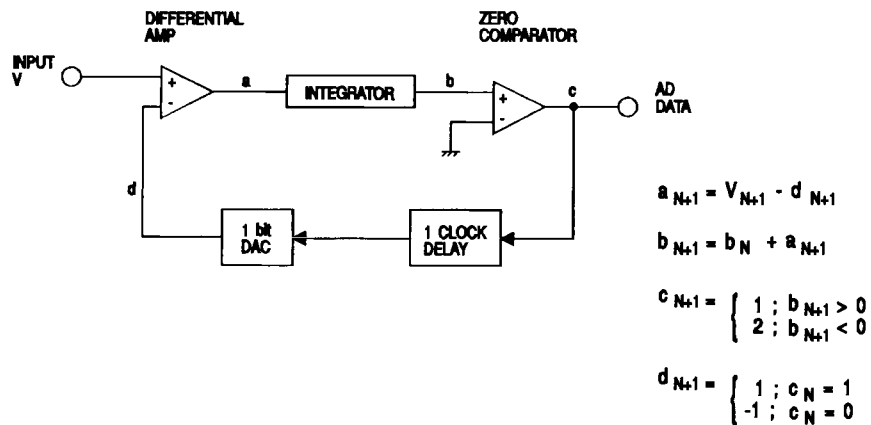 DIFFERENTIAL
AMP
ZERO
COMPARATOR
INPUT
V
+
-
a
INTEGRATOR
b
+
-
c
AD
DATA
d
1 bit
DAC
1 CLOCK
DELAY
a N+1 = V N+1 - d N+1
b N+1 = b N + a N+1
c N+1 = { 1 ; b N+1 > 0
2 ; b N+1 < 0
d N+1 = { 1 ; c N = 1
-1 ; c N = 0